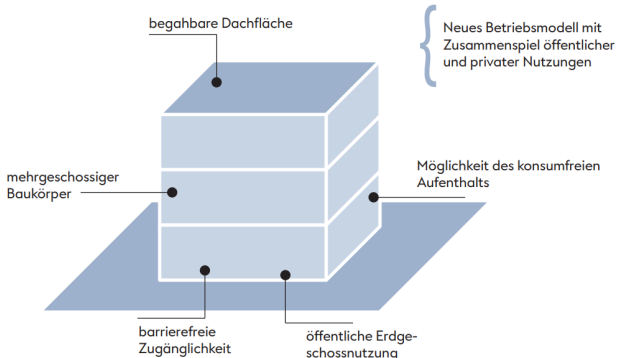 begahbare Dachfläche
Neues Betriebsmodell mit
Zusammenspiel öffentlicher
und privater Nutzungen
mehrgeschossiger
Baukörper
Möglichkeit des konsumfreien
Aufenthalts
barrierefreie
Zugänglichkeit
öffentliche Erdge-
schossnutzung